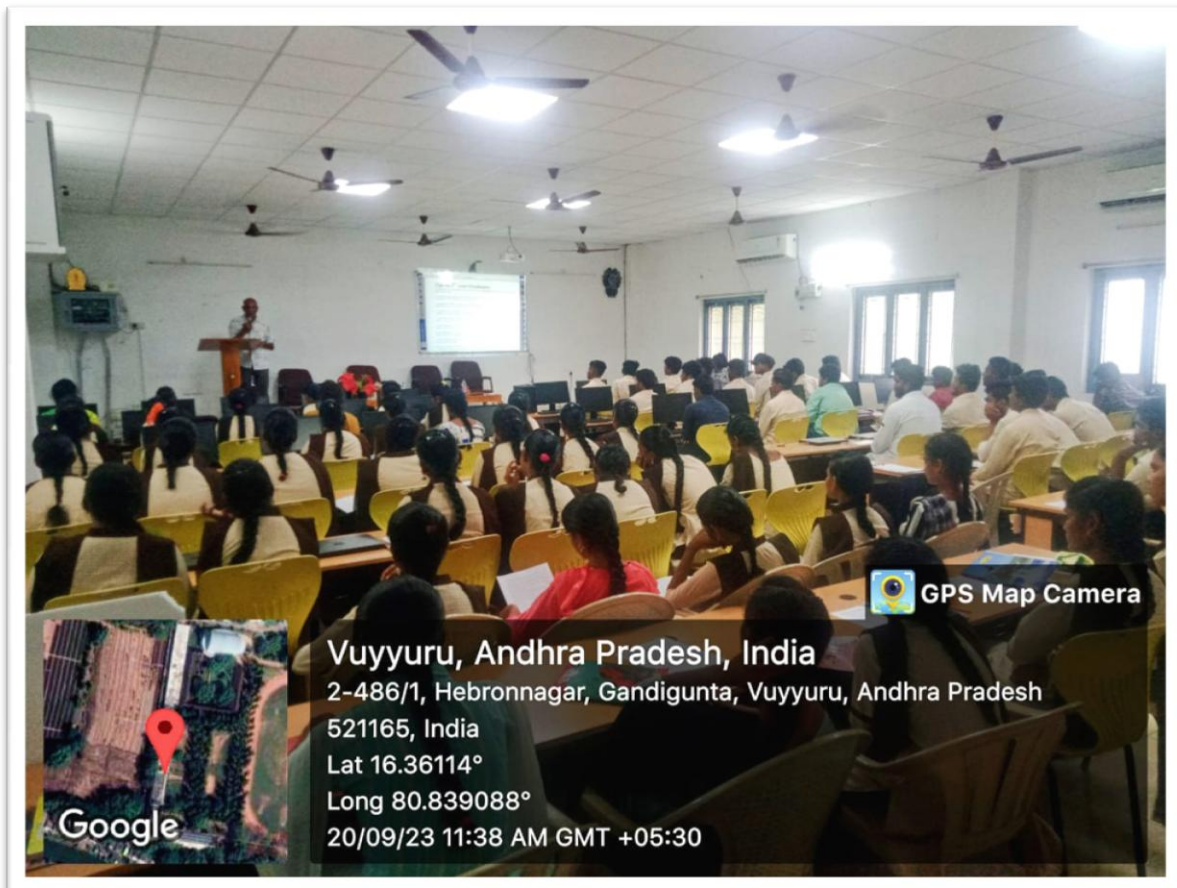 GPS Map Camera
Vuyyuru, Andhra Pradesh, India
2-486/1, Hebronnagar, Gandigunta, Vuyyuru, Andhra Pradesh
521165, India
Lat 16.36114°
Long 80.839088°
20/09/23 11:38 AM GMT +05:30
Google